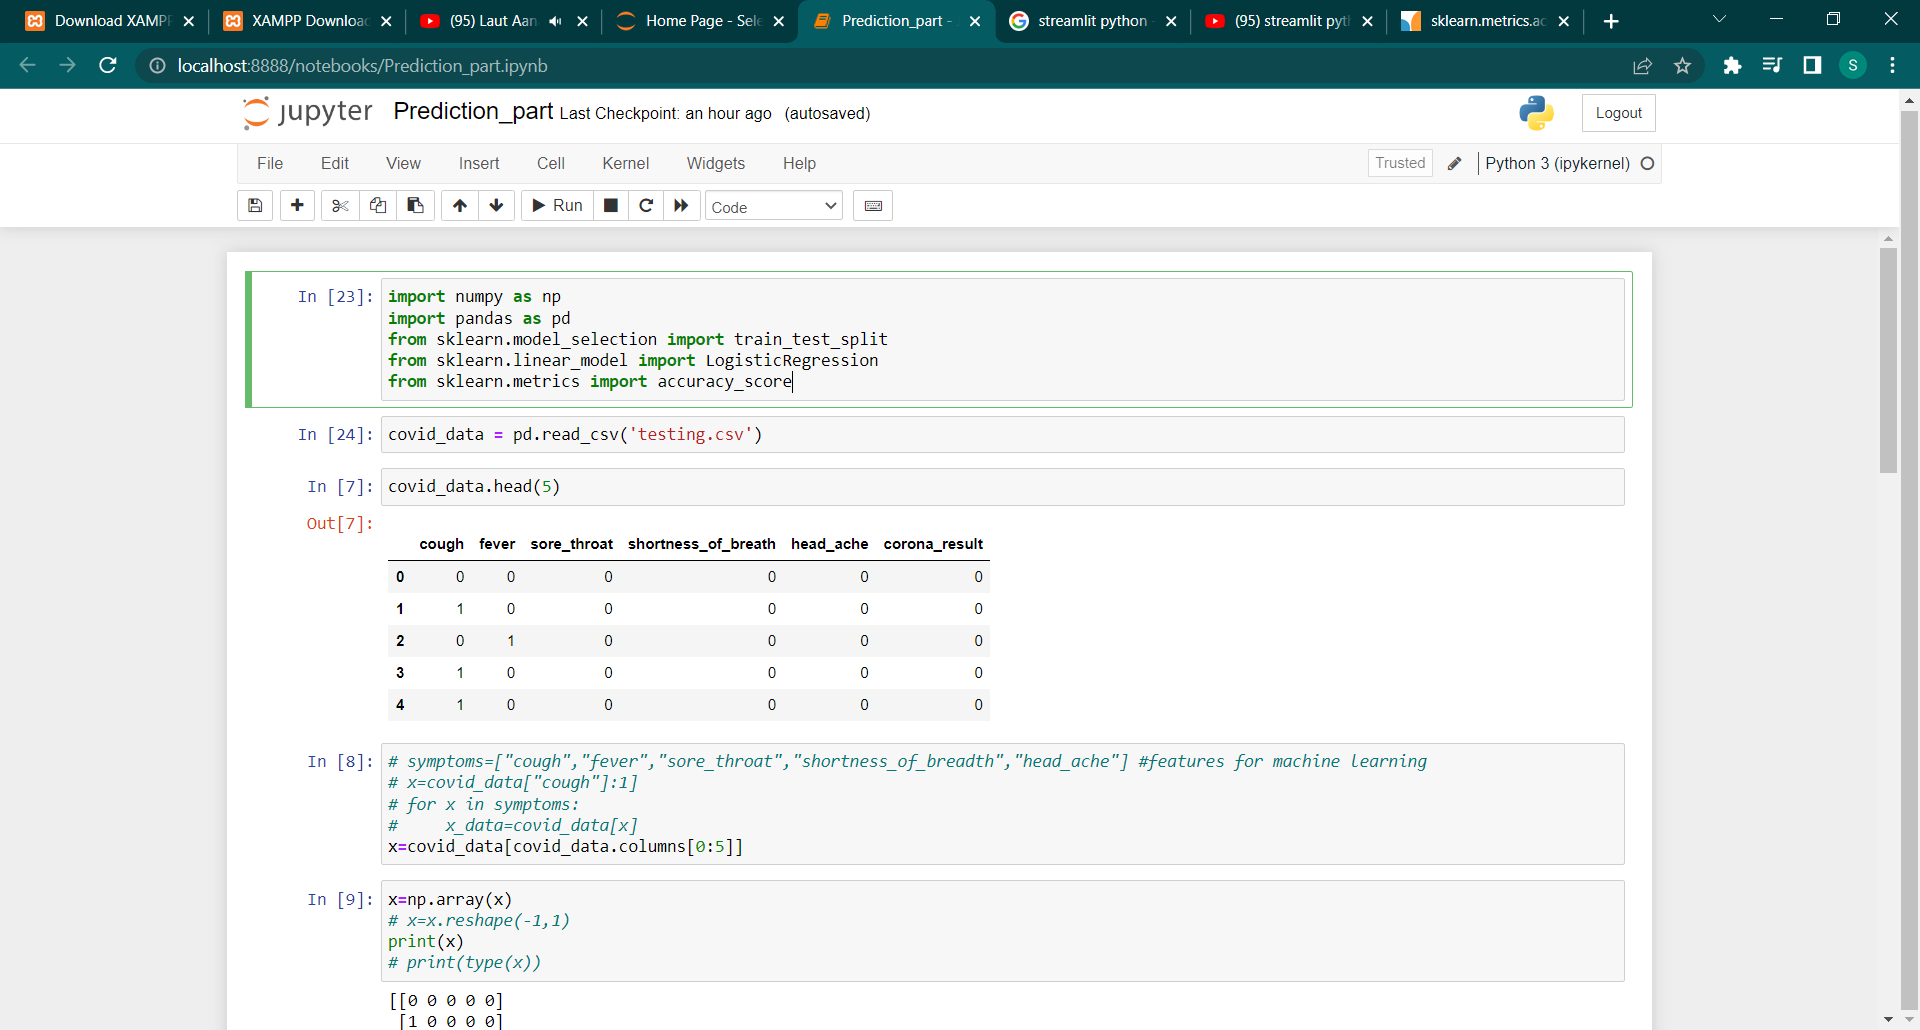 Download XAMPP
XAMPP Download
(95) Laut Aan
Home Page - Sele
Prediction_part -
streamlit python
(95) streamlit pyt
sklearn.metrics.ac
localhost:8888/notebooks/Prediction_part.ipynb
S
jupyter Prediction_part Last Checkpoint: an hour ago (autosaved)
Logout
File Edit View Insert Cell Kernel Widgets Help
Trusted
Python 3 (ipykernel)
Run
Code
In [23]:
import numpy as np
import pandas as pd
from sklearn.model_selection import train_test_split
from sklearn.linear_model import LogisticRegression
from sklearn.metrics import accuracy_score
In [24]: covid_data = pd.read_csv('testing.csv')
In [7]: covid_data.head(5)
Out[7]:
cough fever sore_throat shortness_of_breath head_ache corona_result
0 0 0 0 0 0 0
1 1 0 0 0 0 0
2 0 1 0 0 0 0
3 1 0 0 0 0 0
4 1 0 0 0 0 0
In [8]: # symptoms=["cough","fever","sore_throat","shortness_of_breadth","head_ache"] #features for machine learning
# x=covid_data["cough"]:1]
# for x in symptoms:
#     x_data=covid_data[x]
x=covid_data[covid_data.columns[0:5]]
In [9]: x=np.array(x)
# x=x.reshape(-1,1)
print(x)
# print(type(x))
[[0 0 0 0 0]
[1 0 0 0 0]